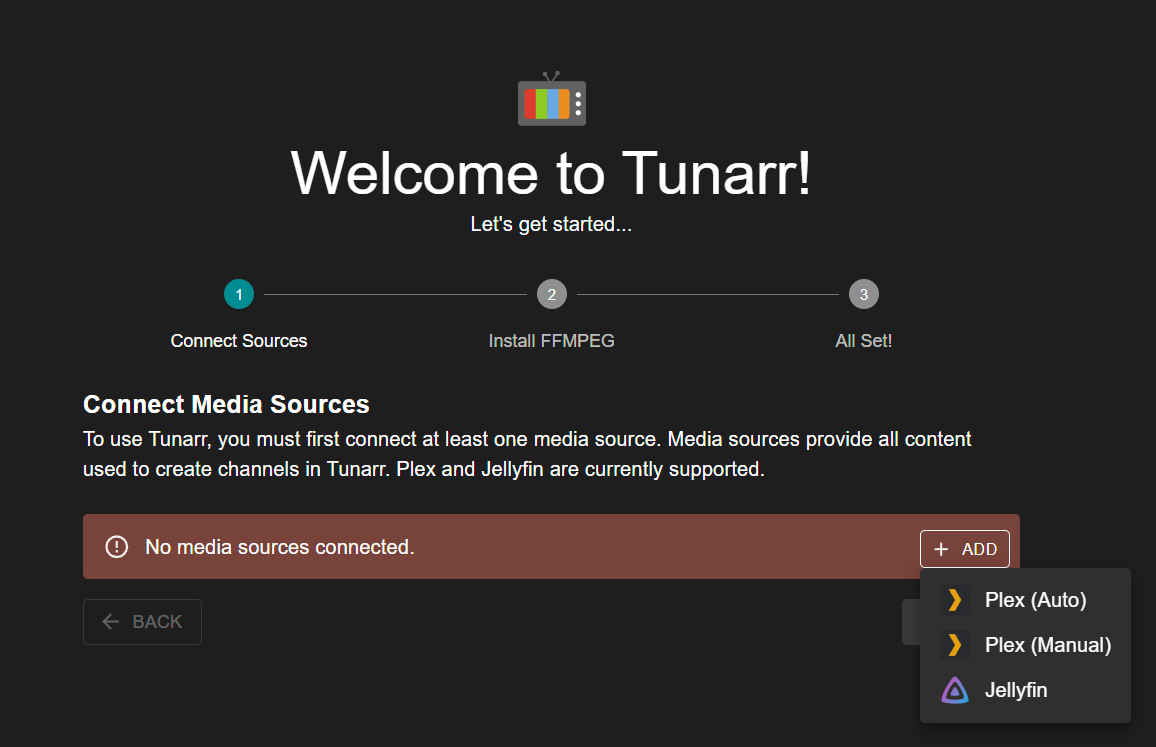 Welcome to Tunarr!
Let's get started...
1
2
3
Connect Sources
Install FFMPEG
All Set!
Connect Media Sources
To use Tunarr, you must first connect at least one media source. Media sources provide all content
used to create channels in Tunarr. Plex and Jellyfin are currently supported.
No media sources connected.
ADD
BACK
Plex (Auto)
Plex (Manual)
Jellyfin